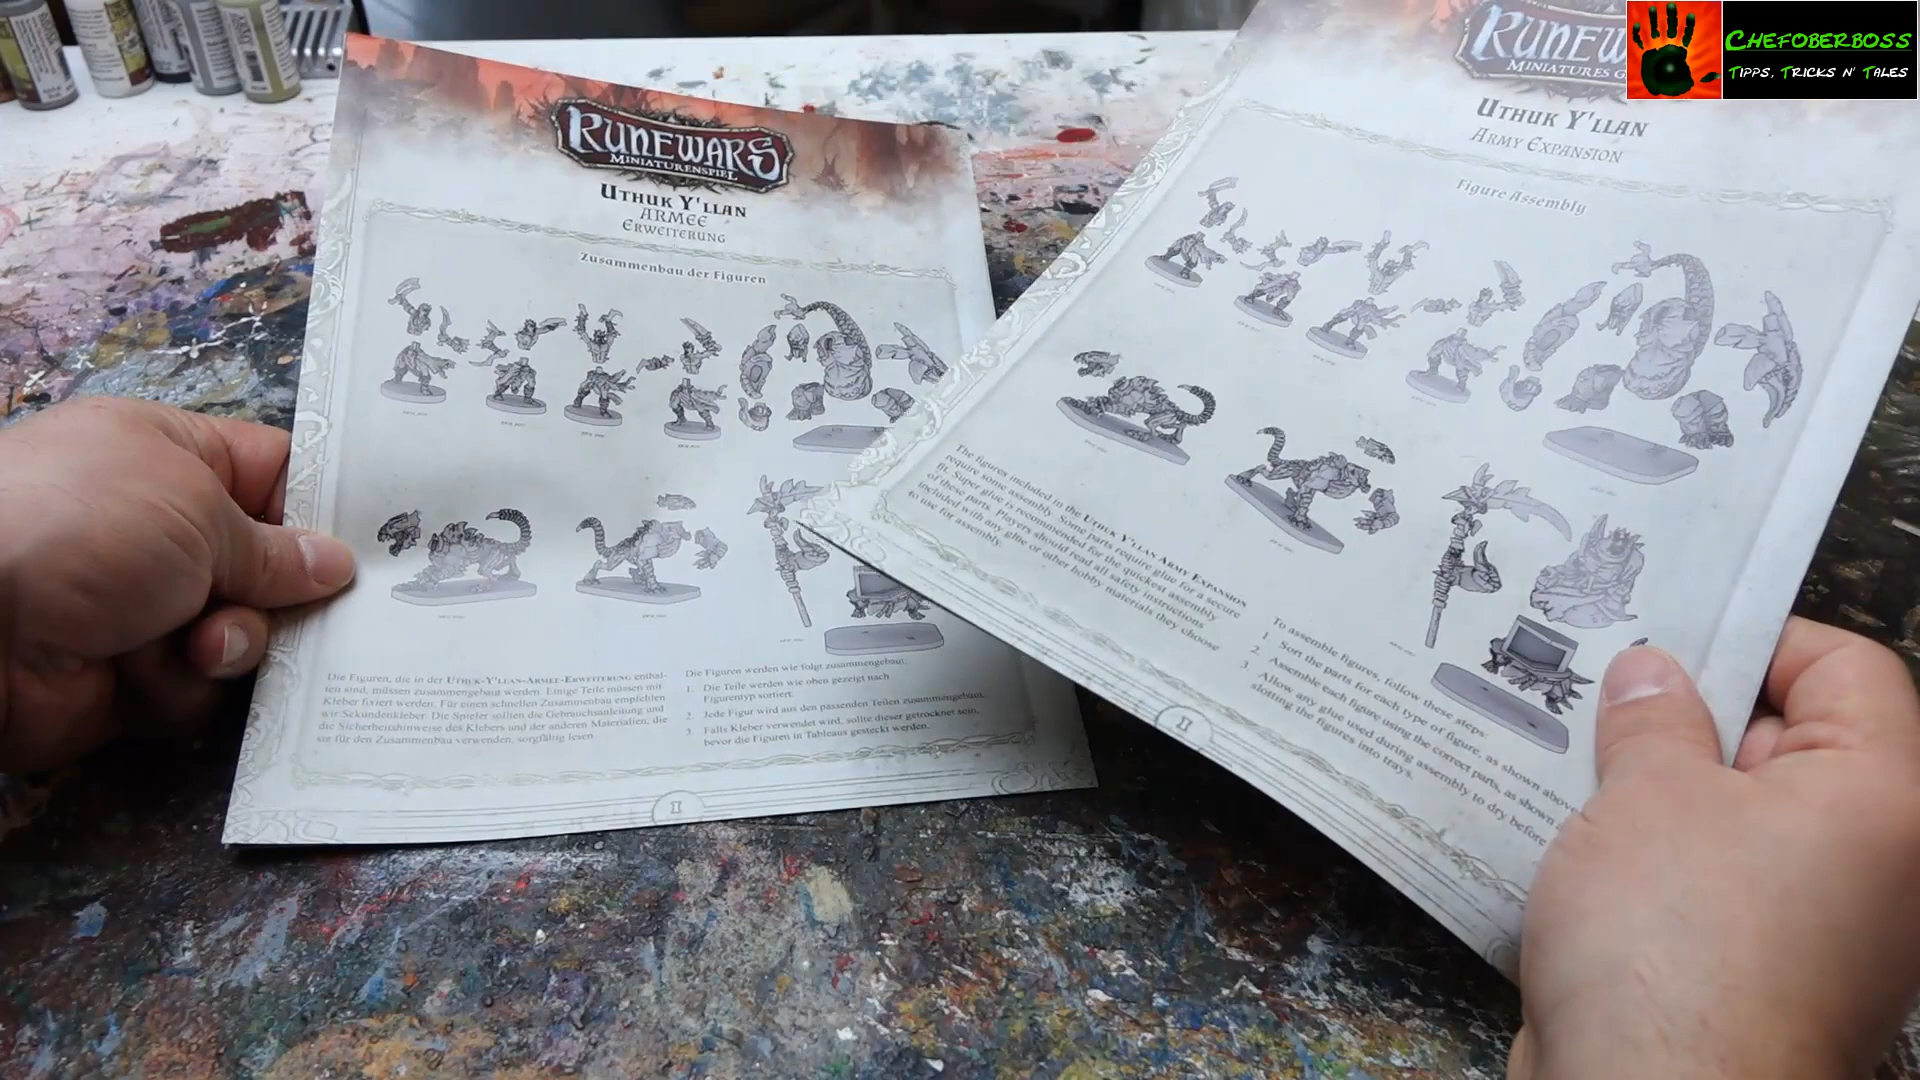 RUNEWARS
MINIATURENSPIEL
UTHUK Y'LLAN
ARMEE
ERWEITERUNG
Zusammenbau der Figuren
Die Figuren, die in der UTHUK-Y'LLAN-ARMEE-ERWEITERUNG enthal-
ten sind, müssen zusammengebaut werden. Einige Teile müssen mit
Kleber fixiert werden. Für einen schnellen Zusammenbau empfehlen
wir Sekundenkleber. Die Spieler sollten die Gebrauchsanleitung und
die Sicherheitshinweise des Klebers und der anderen Materialien, die
sie für den Zusammenbau verwenden, sorgfältig lesen.
Die Figuren werden wie folgt zusammengebaut:
1. Die Teile werden wie oben gezeigt nach
Figurentyp sortiert.
2. Jede Figur wird aus den passenden Teilen zusammengebaut.
3. Falls Kleber verwendet wird, sollte dieser getrocknet sein,
bevor die Figuren in Tableaus gesteckt werden.
1
RUNEW
MINIATURES G
UTHUK Y'LLAN
ARMY EXPANSION
Figure Assembly
The figures included in the UTHUK Y'LLAN ARMY EXPANSION
require some assembly. Some parts require glue for a secure
fit. Super glue is recommended for the quickest assembly
of these parts. Players should read all safety instructions
included with any glue or other hobby materials they choose
to use for assembly.
To assemble figures, follow these steps:
1. Sort the parts for each type of figure, as shown above
2. Assemble each figure using the correct parts, as shown
3. Allow any glue used during assembly to dry before
slotting the figures into trays.
1
CHEFOBERBOSS
TIPPS, TRICKS N' TALES